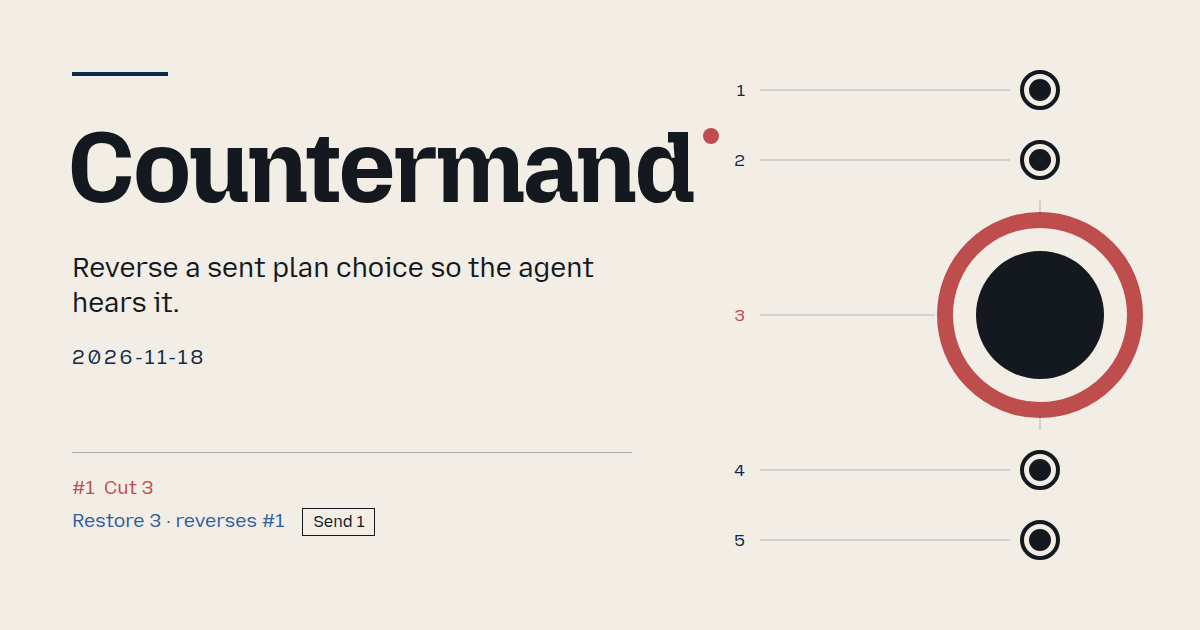 Countermand
Reverse a sent plan choice so the agent
hears it.
2026-11-18
#1 Cut 3
Restore 3 · reverses #1
Send 1
1
2
3
4
5